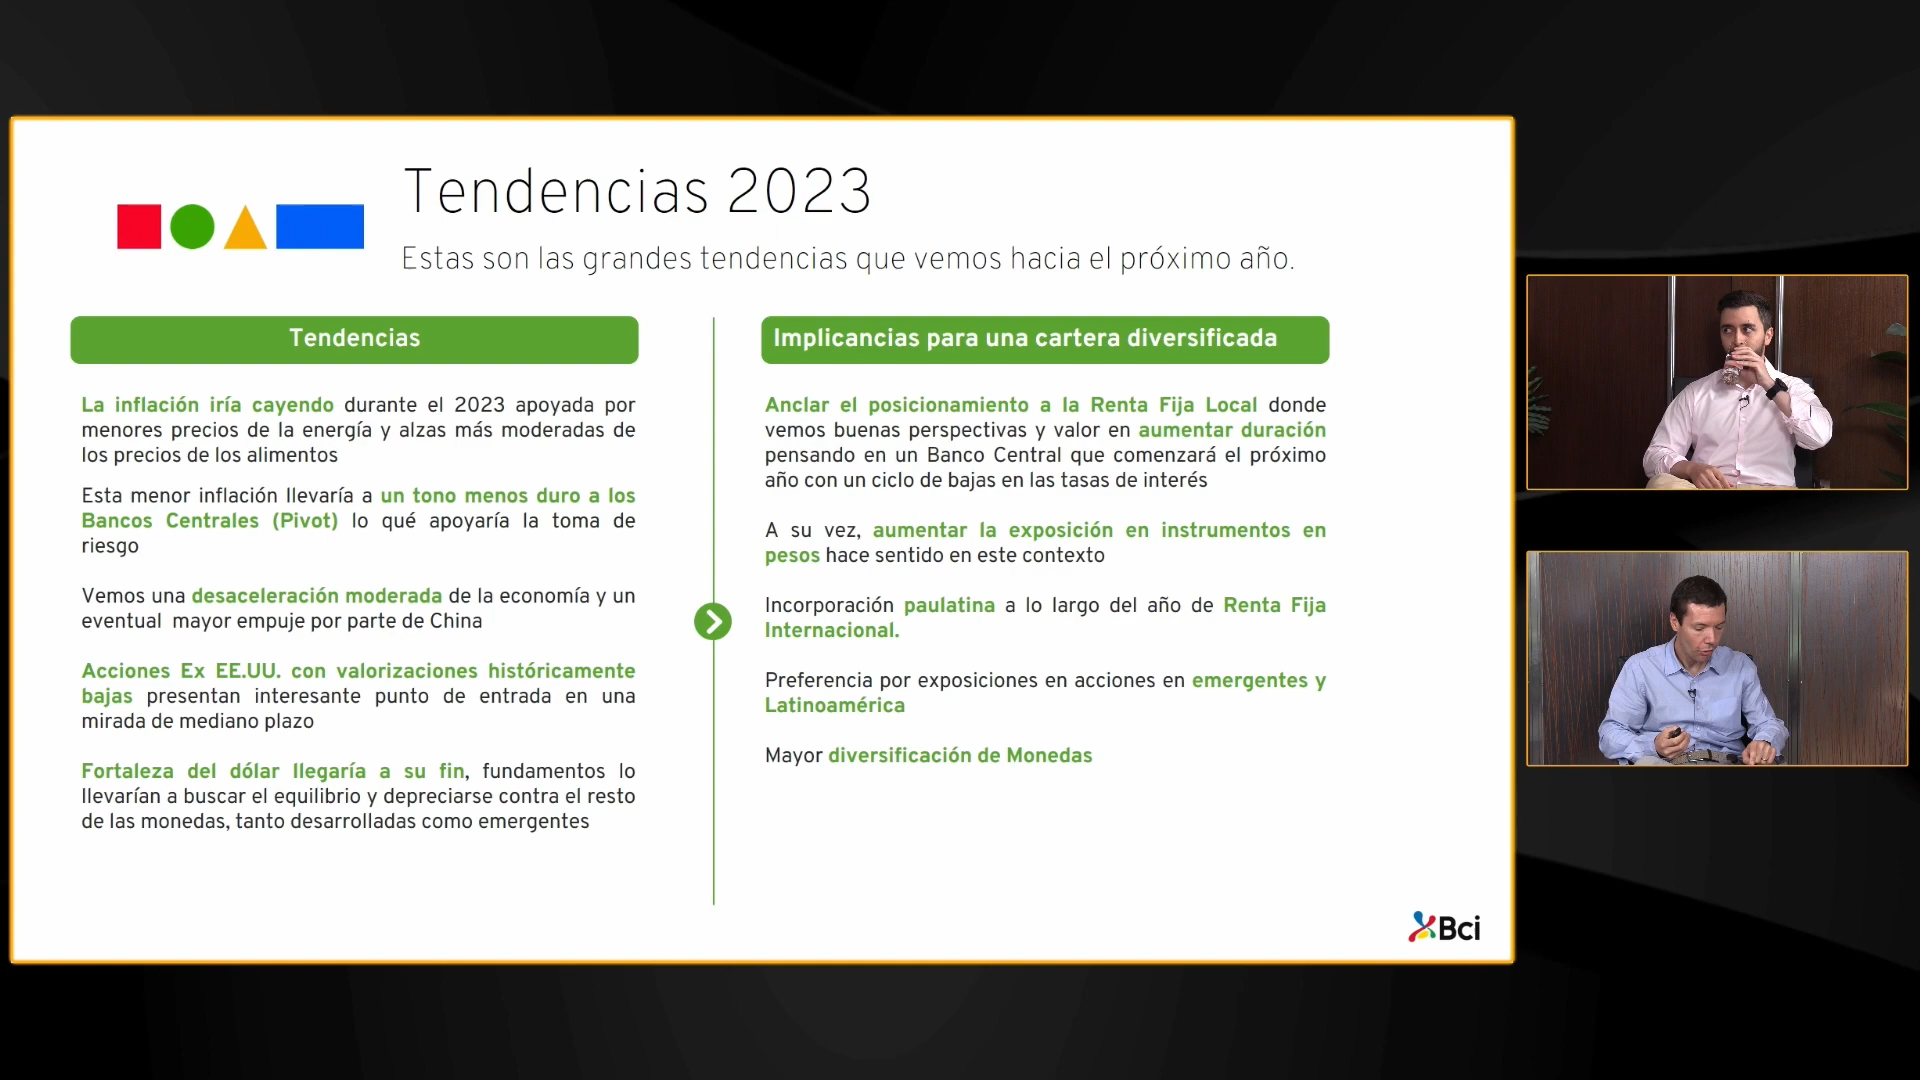 Tendencias 2023
Estas son las grandes tendencias que vemos hacia el próximo año.
Tendencias
La inflación iría cayendo durante el 2023 apoyada por
menores precios de la energía y alzas más moderadas de
los precios de los alimentos
Esta menor inflación llevaría a un tono menos duro a los
Bancos Centrales (Pivot) lo qué apoyaría la toma de
riesgo
Vemos una desaceleración moderada de la economía y un
eventual mayor empuje por parte de China
Acciones Ex EE.UU. con valorizaciones históricamente
bajas presentan interesante punto de entrada en una
mirada de mediano plazo
Fortaleza del dólar llegaría a su fin, fundamentos lo
llevarían a buscar el equilibrio y depreciarse contra el resto
de las monedas, tanto desarrolladas como emergentes
Implicancias para una cartera diversificada
Anclar el posicionamiento a la Renta Fija Local donde
vemos buenas perspectivas y valor en aumentar duración
pensando en un Banco Central que comenzará el próximo
año con un ciclo de bajas en las tasas de interés
A su vez, aumentar la exposición en instrumentos en
pesos hace sentido en este contexto
Incorporación paulatina a lo largo del año de Renta Fija
Internacional.
Preferencia por exposiciones en acciones en emergentes y
Latinoamérica
Mayor diversificación de Monedas
Bci